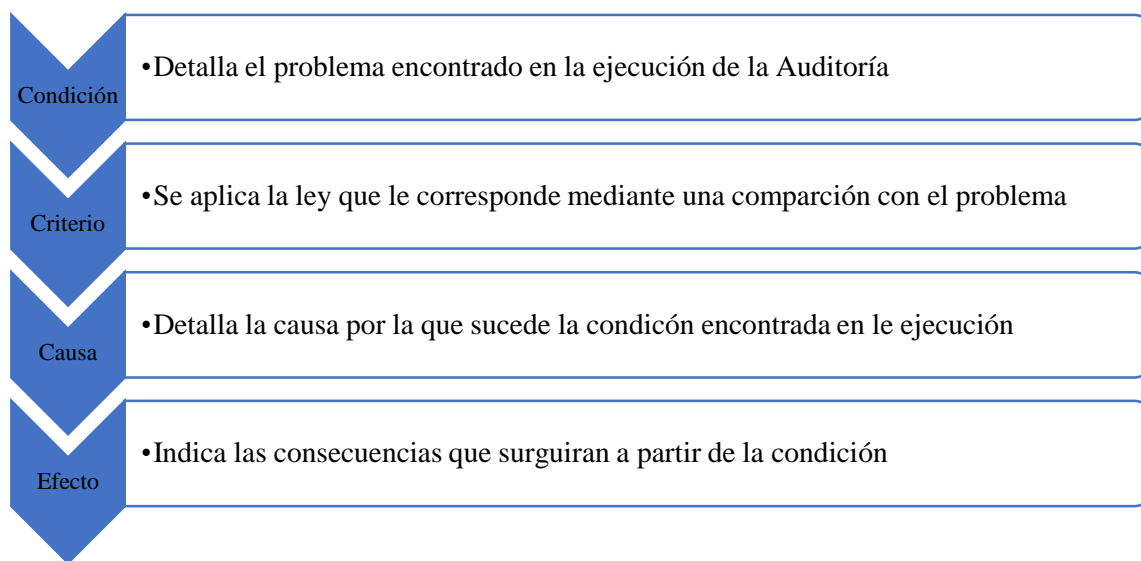 Condición
•Detalla el problema encontrado en la ejecución de la Auditoría
Criterio
•Se aplica la ley que le corresponde mediante una comparción con el problema
Causa
•Detalla la causa por la que sucede la condicón encontrada en le ejecución
Efecto
•Indica las consecuencias que surguiran a partir de la condición